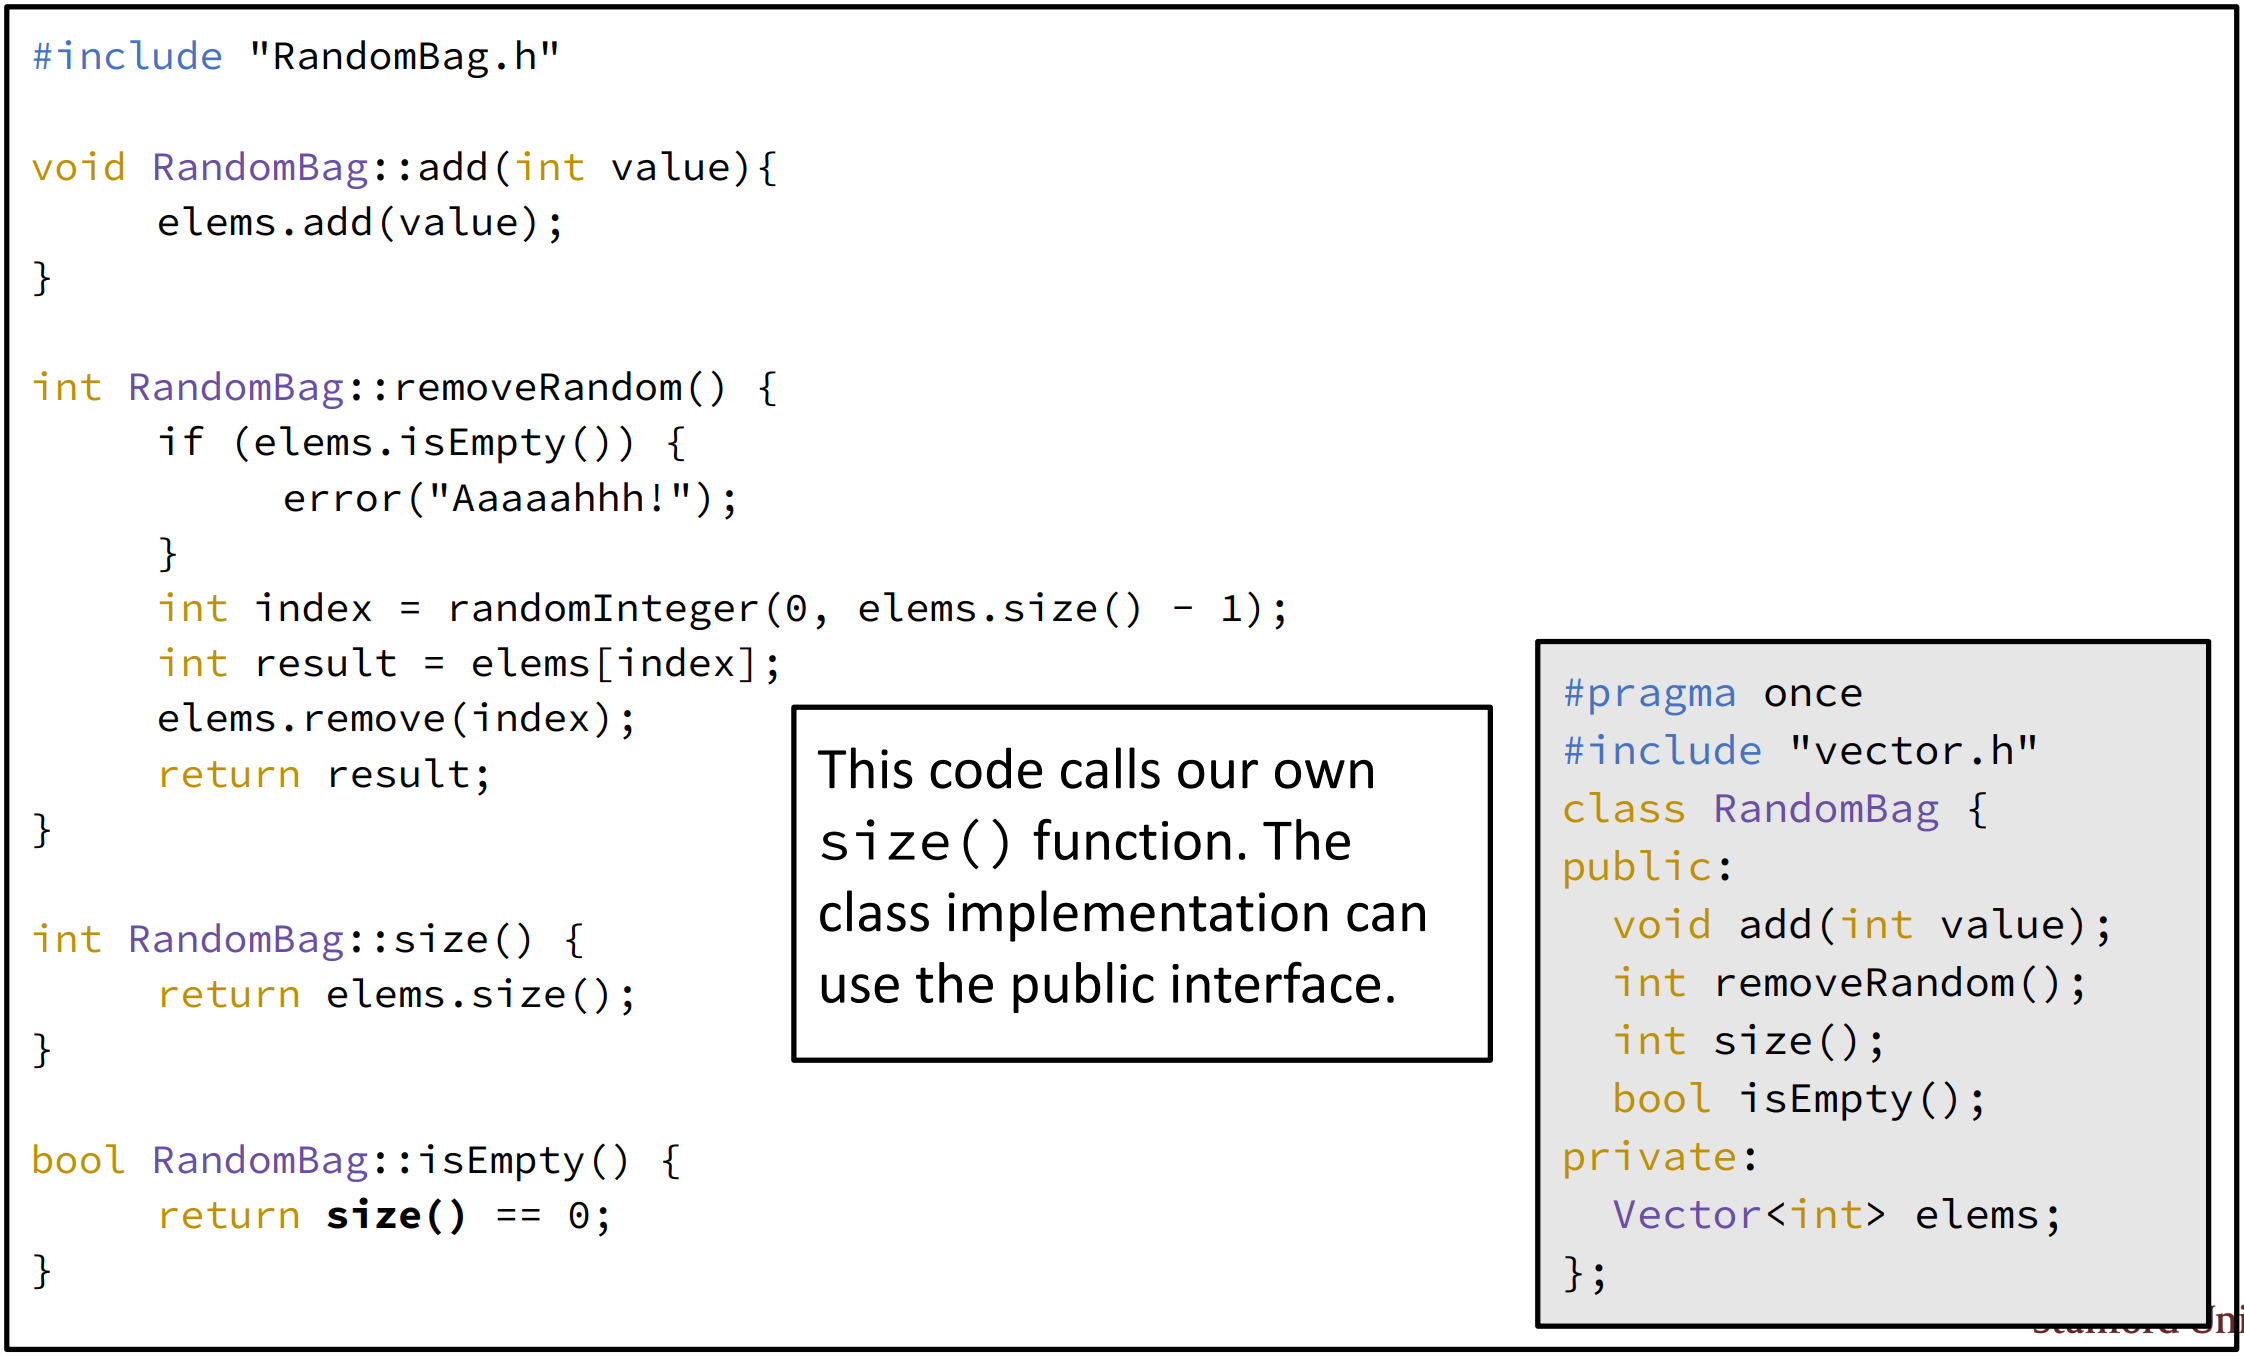 #include "RandomBag.h"
void RandomBag::add(int value){
elems.add(value);
}
int RandomBag::removeRandom() {
if (elems.isEmpty()) {
error("Aaaaahhh!");
}
int index = randomInteger(0, elems.size() - 1);
int result = elems[index];
elems.remove(index);
return result;
}
int RandomBag::size() {
return elems.size();
}
bool RandomBag::isEmpty() {
return size() == 0;
}
This code calls our own
size() function. The
class implementation can
use the public interface.
#pragma once
#include "vector.h"
class RandomBag {
public:
void add(int value);
int removeRandom();
int size();
bool isEmpty();
private:
Vector<int> elems;
};